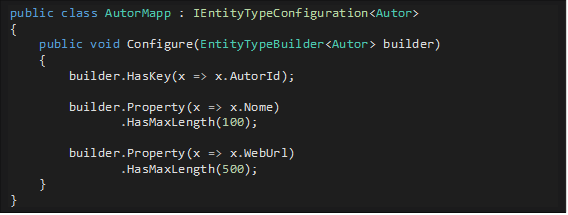 public class AutorMapp : IEntityTypeConfiguration<Autor>
{
    public void Configure(EntityTypeBuilder<Autor> builder)
    {
        builder.HasKey(x => x.AutorId);

        builder.Property(x => x.Nome)
               .HasMaxLength(100);

        builder.Property(x => x.WebUrl)
               .HasMaxLength(500);
    }
}